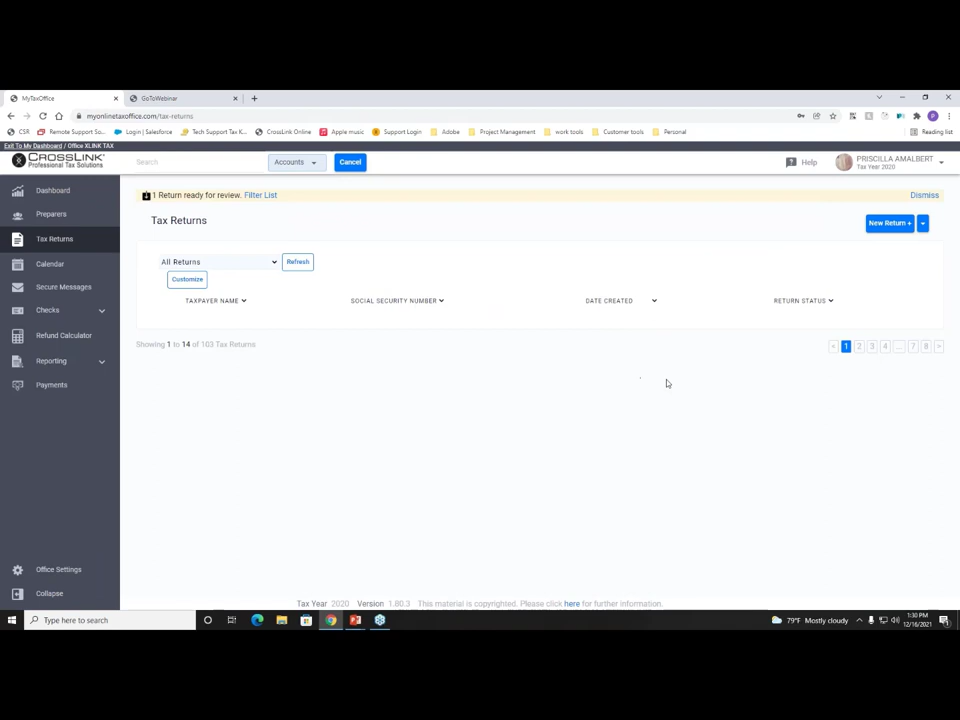 MyTaxOffice
GoToWebinar
myonlinetaxoffice.com/tax-returns
CSR
Remote Support So...
Login | Salesforce
Tech Support Tax K...
CrossLink Online
Apple music
Support Login
Adobe
Project Management
work tools
Customer tools
Personal
Reading list
Exit To My Dashboard / Office XLINK TAX
CROSSLINK
Professional Tax Solutions
Search
Accounts
Cancel
Help
PRISCILLA AMALBERT
Tax Year 2020
Dashboard
Preparers
Tax Returns
Calendar
Secure Messages
Checks
Refund Calculator
Reporting
Payments
Office Settings
Collapse
1 Return ready for review. Filter List
Dismiss
Tax Returns
New Return +
All Returns
Refresh
Customize
TAXPAYER NAME
SOCIAL SECURITY NUMBER
DATE CREATED
RETURN STATUS
Showing 1 to 14 of 103 Tax Returns
« 1 2 3 4 ... 7 8 »
Tax Year 2020 Version 1.80.3 This material is copyrighted. Please click here for further information.
Type here to search
79°F Mostly cloudy
1:30 PM
12/16/2021